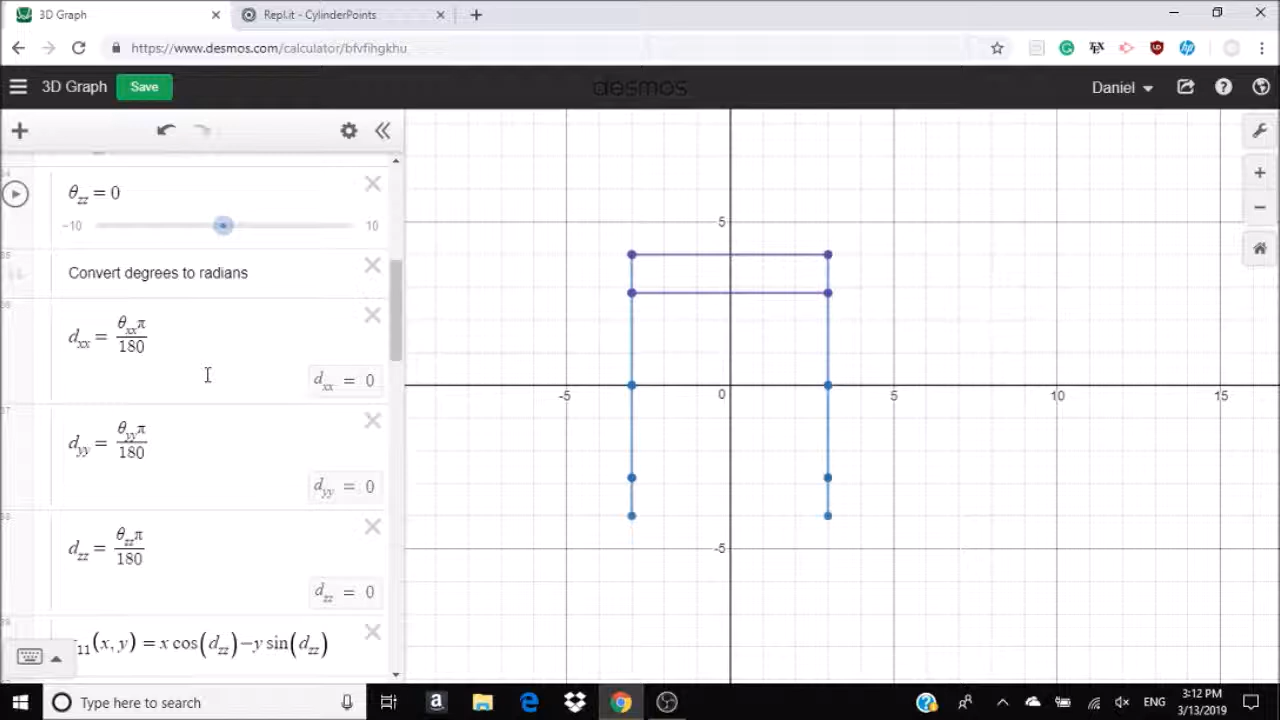 3D Graph
Repl.it - CylinderPoints
https://www.desmos.com/calculator/bfvfihgkhu
3D Graph
Save
desmos
Daniel
θzz = 0
-10
10
Convert degrees to radians
dxx = θxxπ/180
dxx = 0
dyy = θyyπ/180
dyy = 0
dzz = θzzπ/180
dzz = 0
11(x, y) = x cos(dzz) − y sin(dzz)
5
-5
0
5
10
15
-5
Type here to search
ENG
3:12 PM
3/13/2019